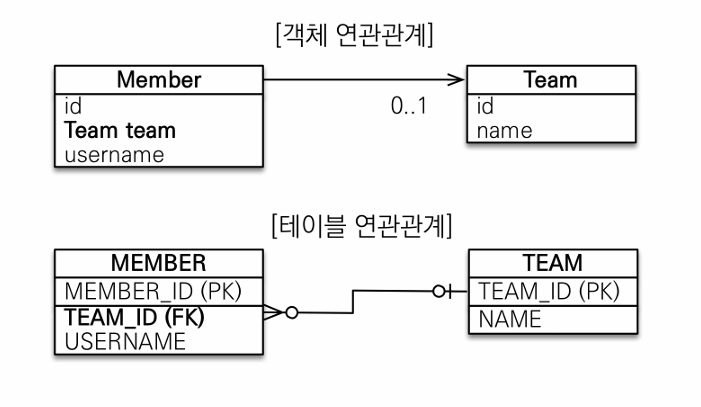 [객체 연관관계]
Member
id
Team team
username
0..1
Team
id
name
[테이블 연관관계]
MEMBER
MEMBER_ID (PK)
TEAM_ID (FK)
USERNAME
TEAM
TEAM_ID (PK)
NAME